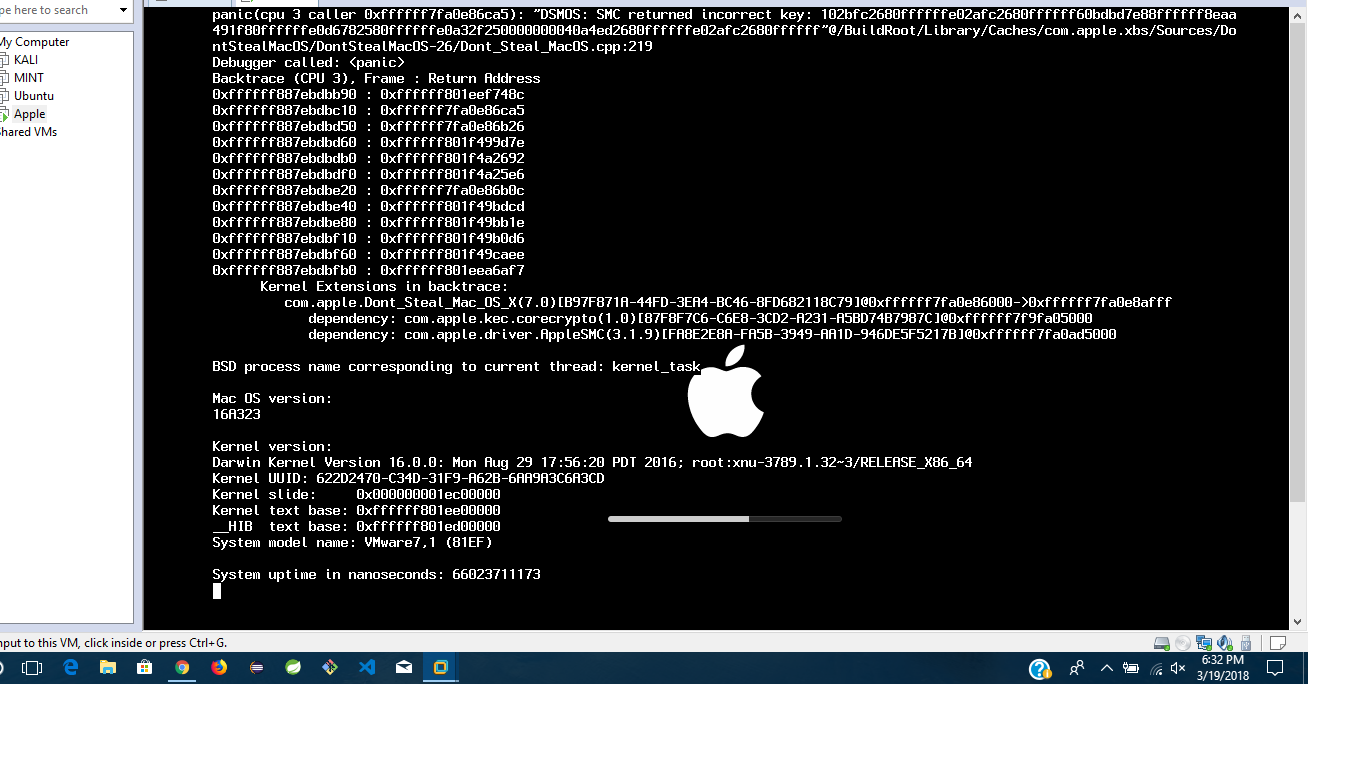 pe here to search
My Computer
KALI
MINT
Ubuntu
Apple
Shared VMs
panic(cpu 3 caller 0xffffff7fa0e86ca5): "DSMOS: SMC returned incorrect key: 102bfc2680ffffffe02afc2680ffffff60bdbd7e88ffffff8eaa
491f80ffffffe0d6782580ffffffe0a32f250000000040a4ed2680ffffffe02afc2680ffffff"@/BuildRoot/Library/Caches/com.apple.xbs/Sources/Do
ntStealMacOS/DontStealMacOS-26/Dont_Steal_MacOS.cpp:219
Debugger called: <panic>
Backtrace (CPU 3), Frame : Return Address
0xffffff887ebdbb90 : 0xffffff801eef748c
0xffffff887ebdbc10 : 0xffffff7fa0e86ca5
0xffffff887ebdbd50 : 0xffffff7fa0e86b26
0xffffff887ebdbd60 : 0xffffff801f499d7e
0xffffff887ebdbdb0 : 0xffffff801f4a2692
0xffffff887ebdbdf0 : 0xffffff801f4a25e6
0xffffff887ebdbe20 : 0xffffff7fa0e86b0c
0xffffff887ebdbe40 : 0xffffff801f49bdcd
0xffffff887ebdbe80 : 0xffffff801f49bb1e
0xffffff887ebdbf10 : 0xffffff801f49b0d6
0xffffff887ebdbf60 : 0xffffff801f49caee
0xffffff887ebdbfb0 : 0xffffff801eea6af7
Kernel Extensions in backtrace:
com.apple.Dont_Steal_Mac_OS_X(7.0)[B97F871A-44FD-3EA4-BC46-8FD682118C79]@0xffffff7fa0e86000->0xffffff7fa0e8afff
dependency: com.apple.kec.corecrypto(1.0)[87F8F7C6-C6E8-3CD2-A231-A5BD74B7987C]@0xffffff7f9fa05000
dependency: com.apple.driver.AppleSMC(3.1.9)[FA8E2E8A-FA5B-3949-AA1D-946DE5F5217B]@0xffffff7fa0ad5000
BSD process name corresponding to current thread: kernel_task
Mac OS version:
16A323
Kernel version:
Darwin Kernel Version 16.0.0: Mon Aug 29 17:56:20 PDT 2016; root:xnu-3789.1.32~3/RELEASE_X86_64
Kernel UUID: 622D2470-C34D-31F9-A62B-6AA9A3C6A3CD
Kernel slide: 0x000000001ec00000
Kernel text base: 0xffffff801ee00000
__HIB text base: 0xffffff801ed00000
System model name: VMware7,1 (81EF)
System uptime in nanoseconds: 66023711173
nput to this VM, click inside or press Ctrl+G.
6:32 PM
3/19/2018